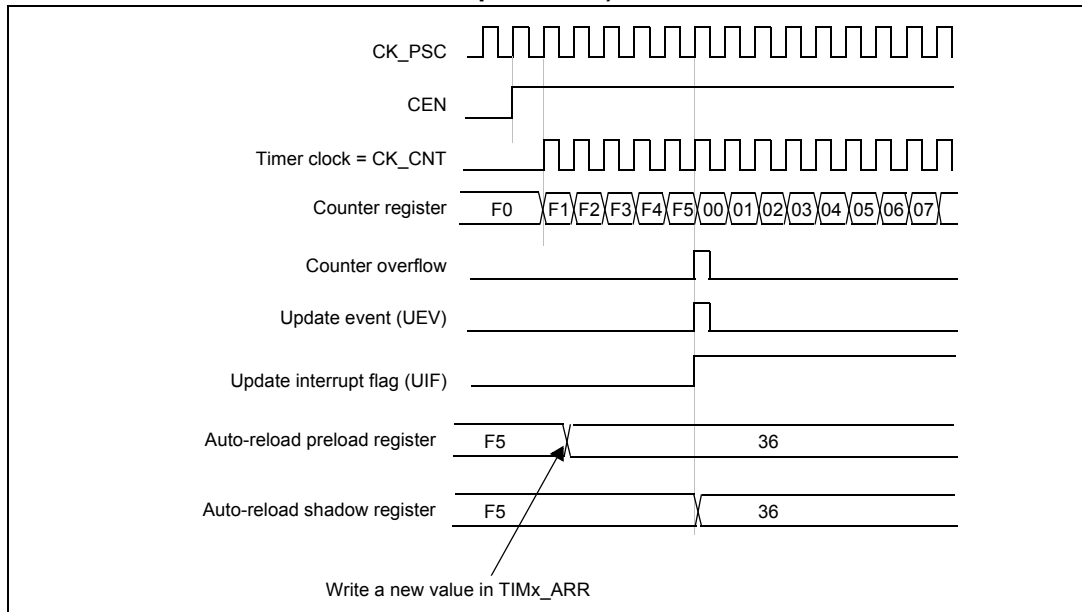 CK_PSC
CEN
Timer clock = CK_CNT
Counter register F0 F1 F2 F3 F4 F5 00 01 02 03 04 05 06 07
Counter overflow
Update event (UEV)
Update interrupt flag (UIF)
Auto-reload preload register F5 36
Auto-reload shadow register F5 36
Write a new value in TIMx_ARR